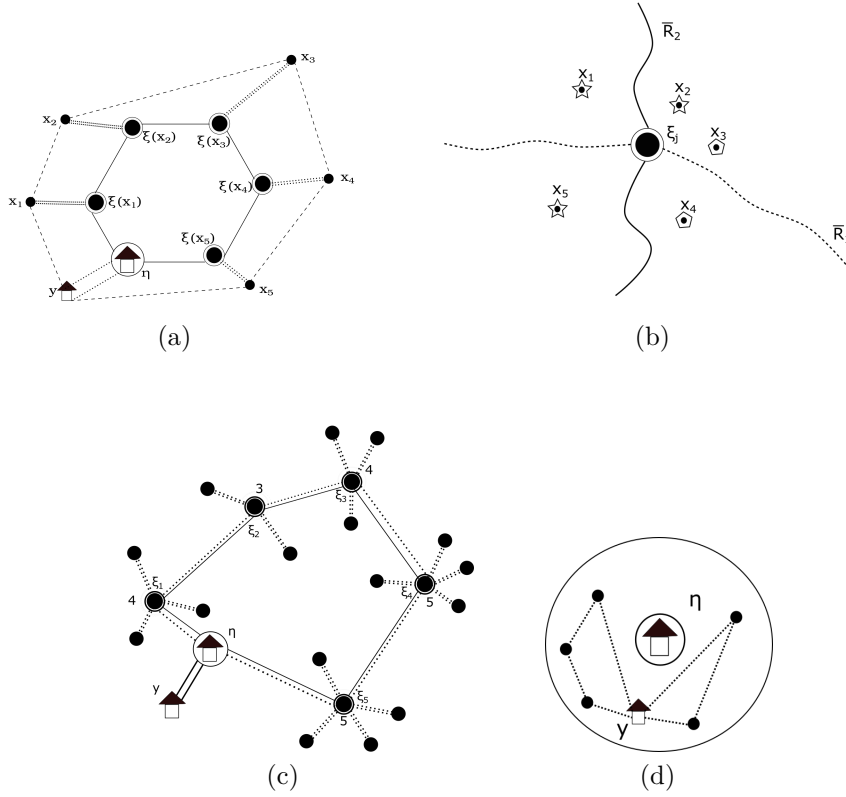 x₃
x₂
ξ(x₂)
ξ(x₃)
x₄
ξ(x₄)
x₁
ξ(x₁)
ξ(x₅)
η
y
x₅
(a)
R̅₂
x₁
x₂
ξⱼ
x₃
x₅
x₄
R̅
(b)
4
3
ξ₃
ξ₂
ξ₁
4
ξ₄
5
η
y
ξ₅
5
(c)
η
y
(d)